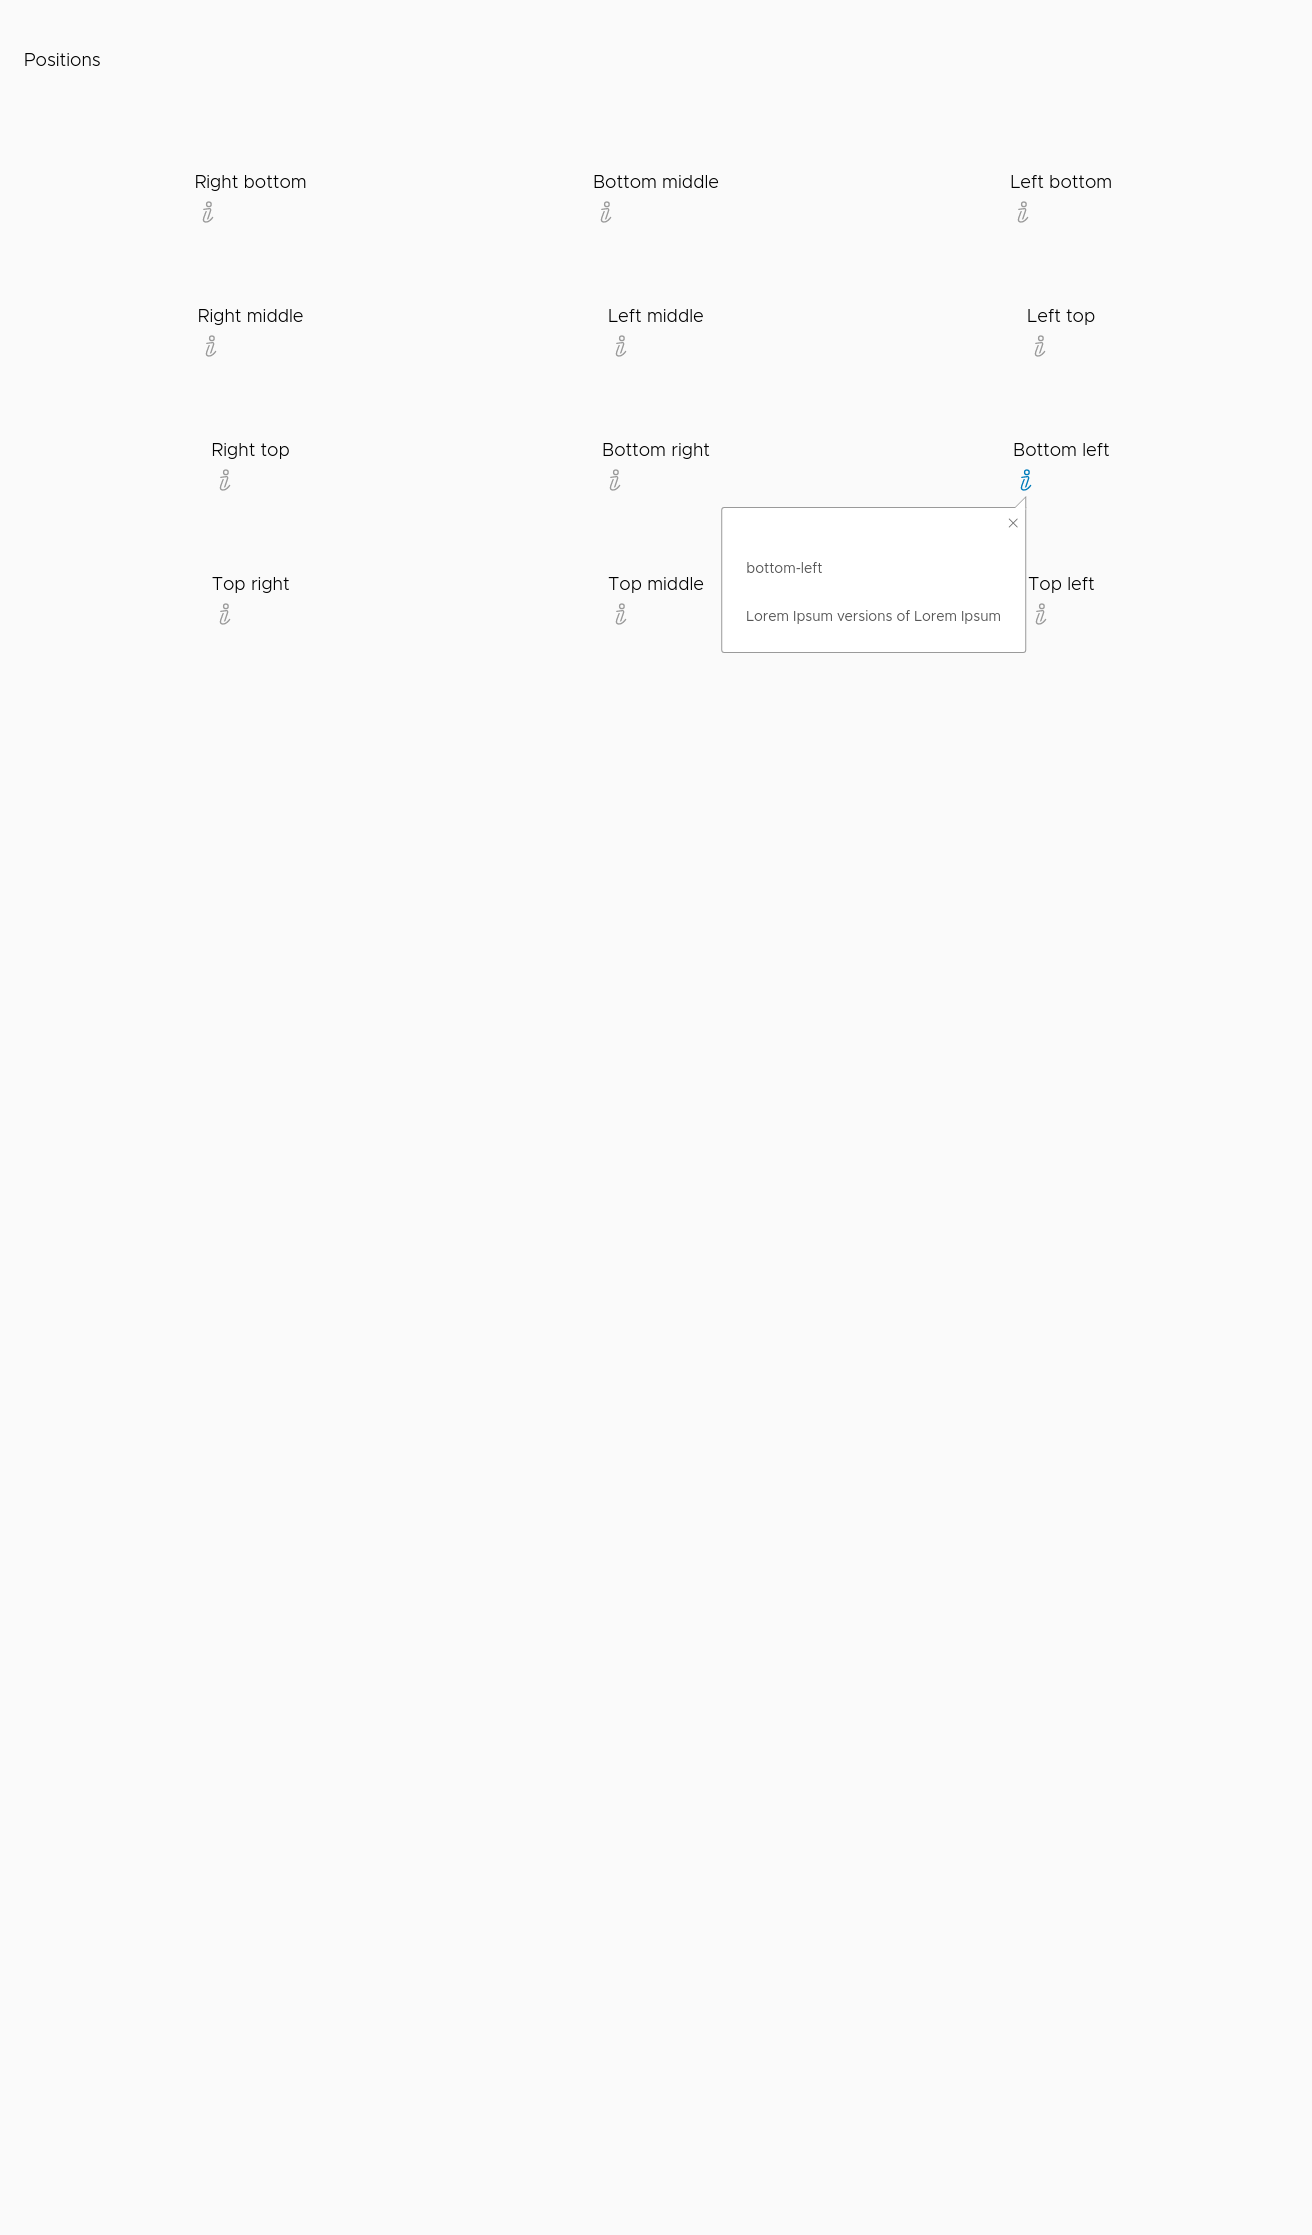 Positions
Right bottom
Bottom middle
Left bottom
Right middle
Left middle
Left top
Right top
Bottom right
Bottom left
bottom-left
Top right
Top middle
Top left
Lorem Ipsum versions of Lorem Ipsum